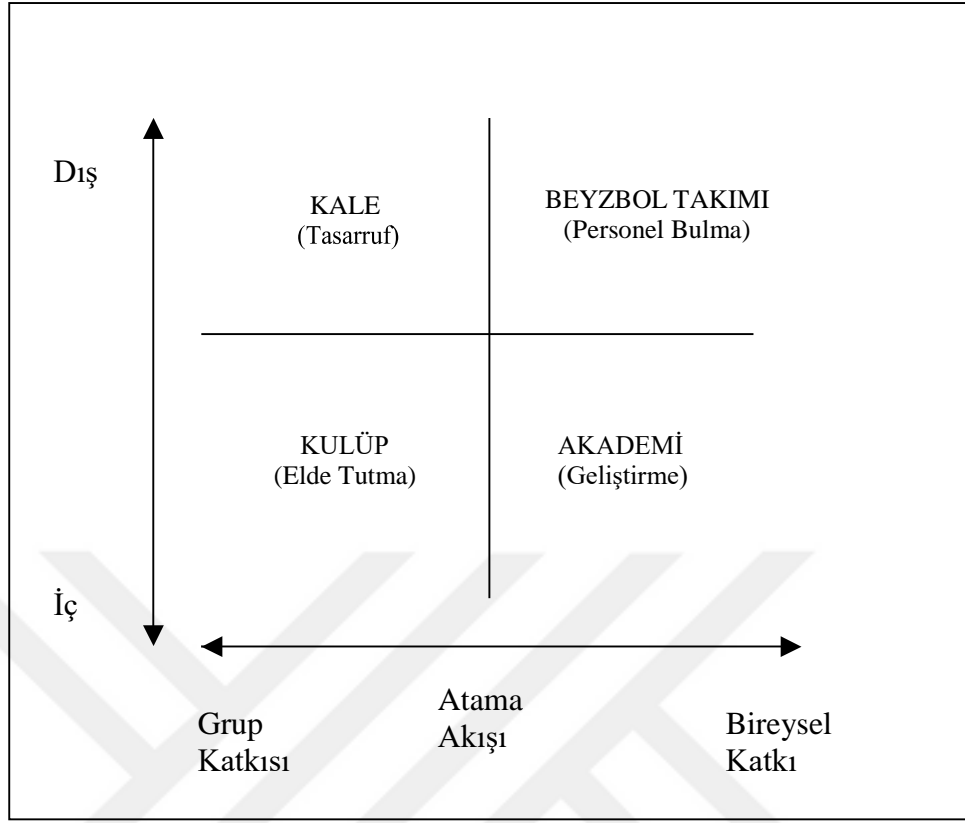 Dış
KALE
(Tasarruf)
BEYZBOL TAKIMI
(Personel Bulma)
KULÜP
(Elde Tutma)
AKADEMİ
(Geliştirme)
İç
Grup
Katkısı
Atama
Akışı
Bireysel
Katkı